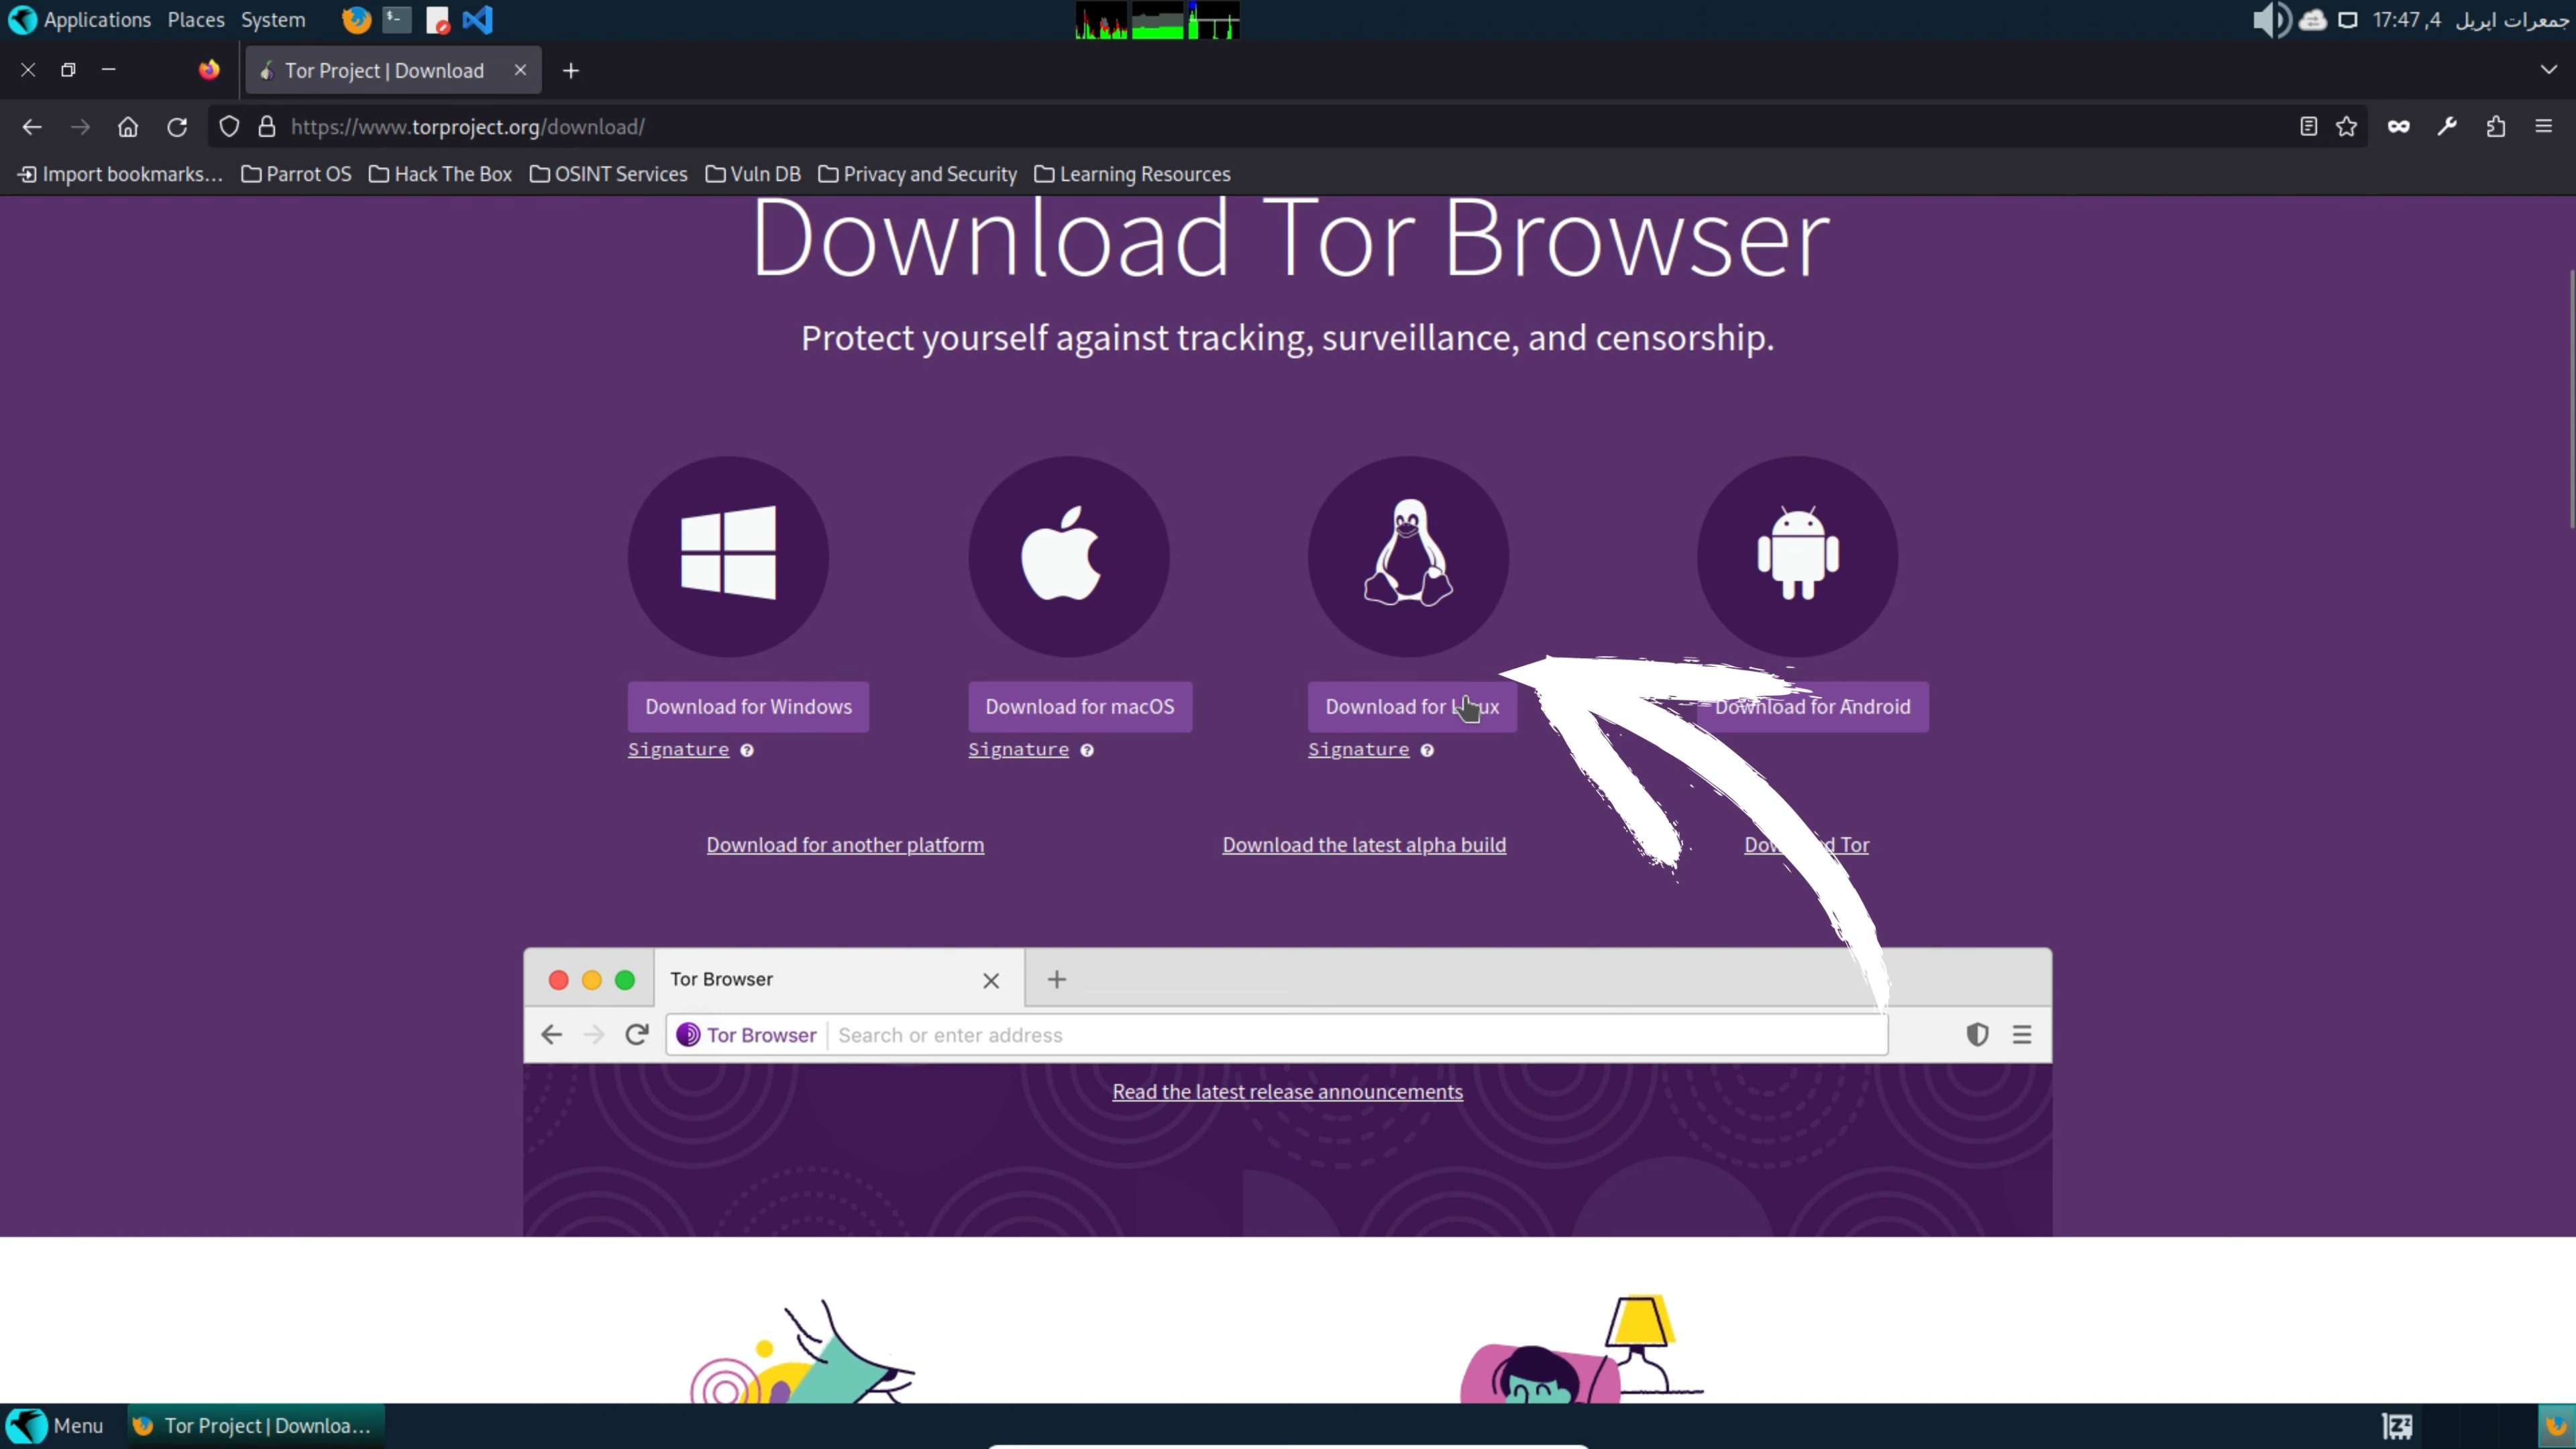 Applications Places System
17:47 ,4 جمعرات اپریل
Tor Project | Download
https://www.torproject.org/download/
Import bookmarks... Parrot OS Hack The Box OSINT Services Vuln DB Privacy and Security Learning Resources
Download Tor Browser
Protect yourself against tracking, surveillance, and censorship.
Download for Windows Download for macOS Download for Linux Download for Android
Signature ? Signature ? Signature ?
Download for another platform Download the latest alpha build Download Tor
Tor Browser
Tor Browser Search or enter address
Read the latest release announcements
Menu Tor Project | Downloa...